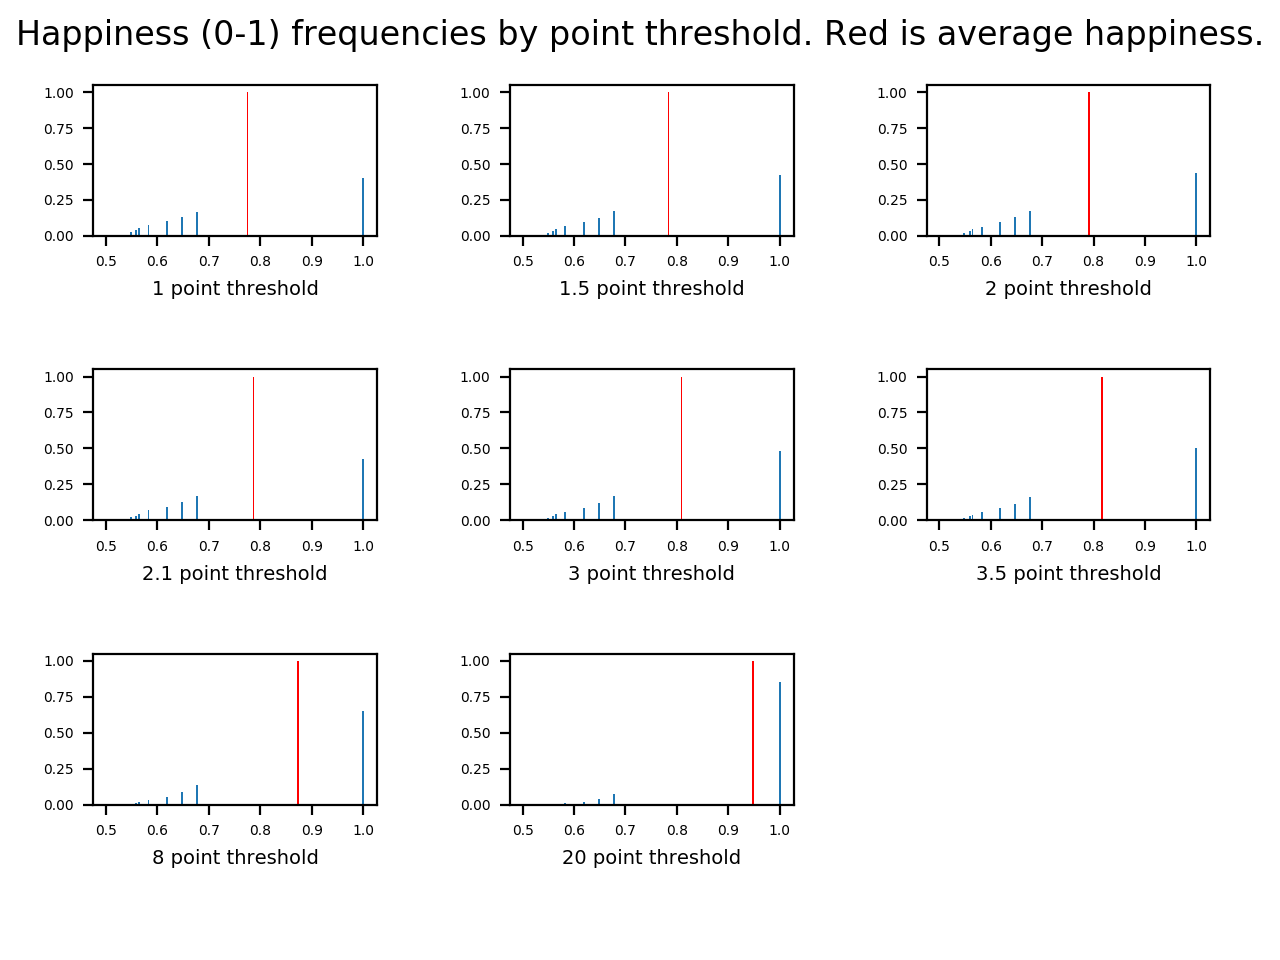 Happiness (0-1) frequencies by point threshold. Red is average happiness.
1.00 1.00 1.00
0.75 0.75 0.75
0.50 0.50 0.50
0.25 0.25 0.25
0.00 0.00 0.00
0.5 0.6 0.7 0.8 0.9 1.0 0.5 0.6 0.7 0.8 0.9 1.0 0.5 0.6 0.7 0.8 0.9 1.0
1 point threshold 1.5 point threshold 2 point threshold
1.00 1.00 1.00
0.75 0.75 0.75
0.50 0.50 0.50
0.25 0.25 0.25
0.00 0.00 0.00
0.5 0.6 0.7 0.8 0.9 1.0 0.5 0.6 0.7 0.8 0.9 1.0 0.5 0.6 0.7 0.8 0.9 1.0
2.1 point threshold 3 point threshold 3.5 point threshold
1.00 1.00
0.75 0.75
0.50 0.50
0.25 0.25
0.00 0.00
0.5 0.6 0.7 0.8 0.9 1.0 0.5 0.6 0.7 0.8 0.9 1.0
8 point threshold 20 point threshold